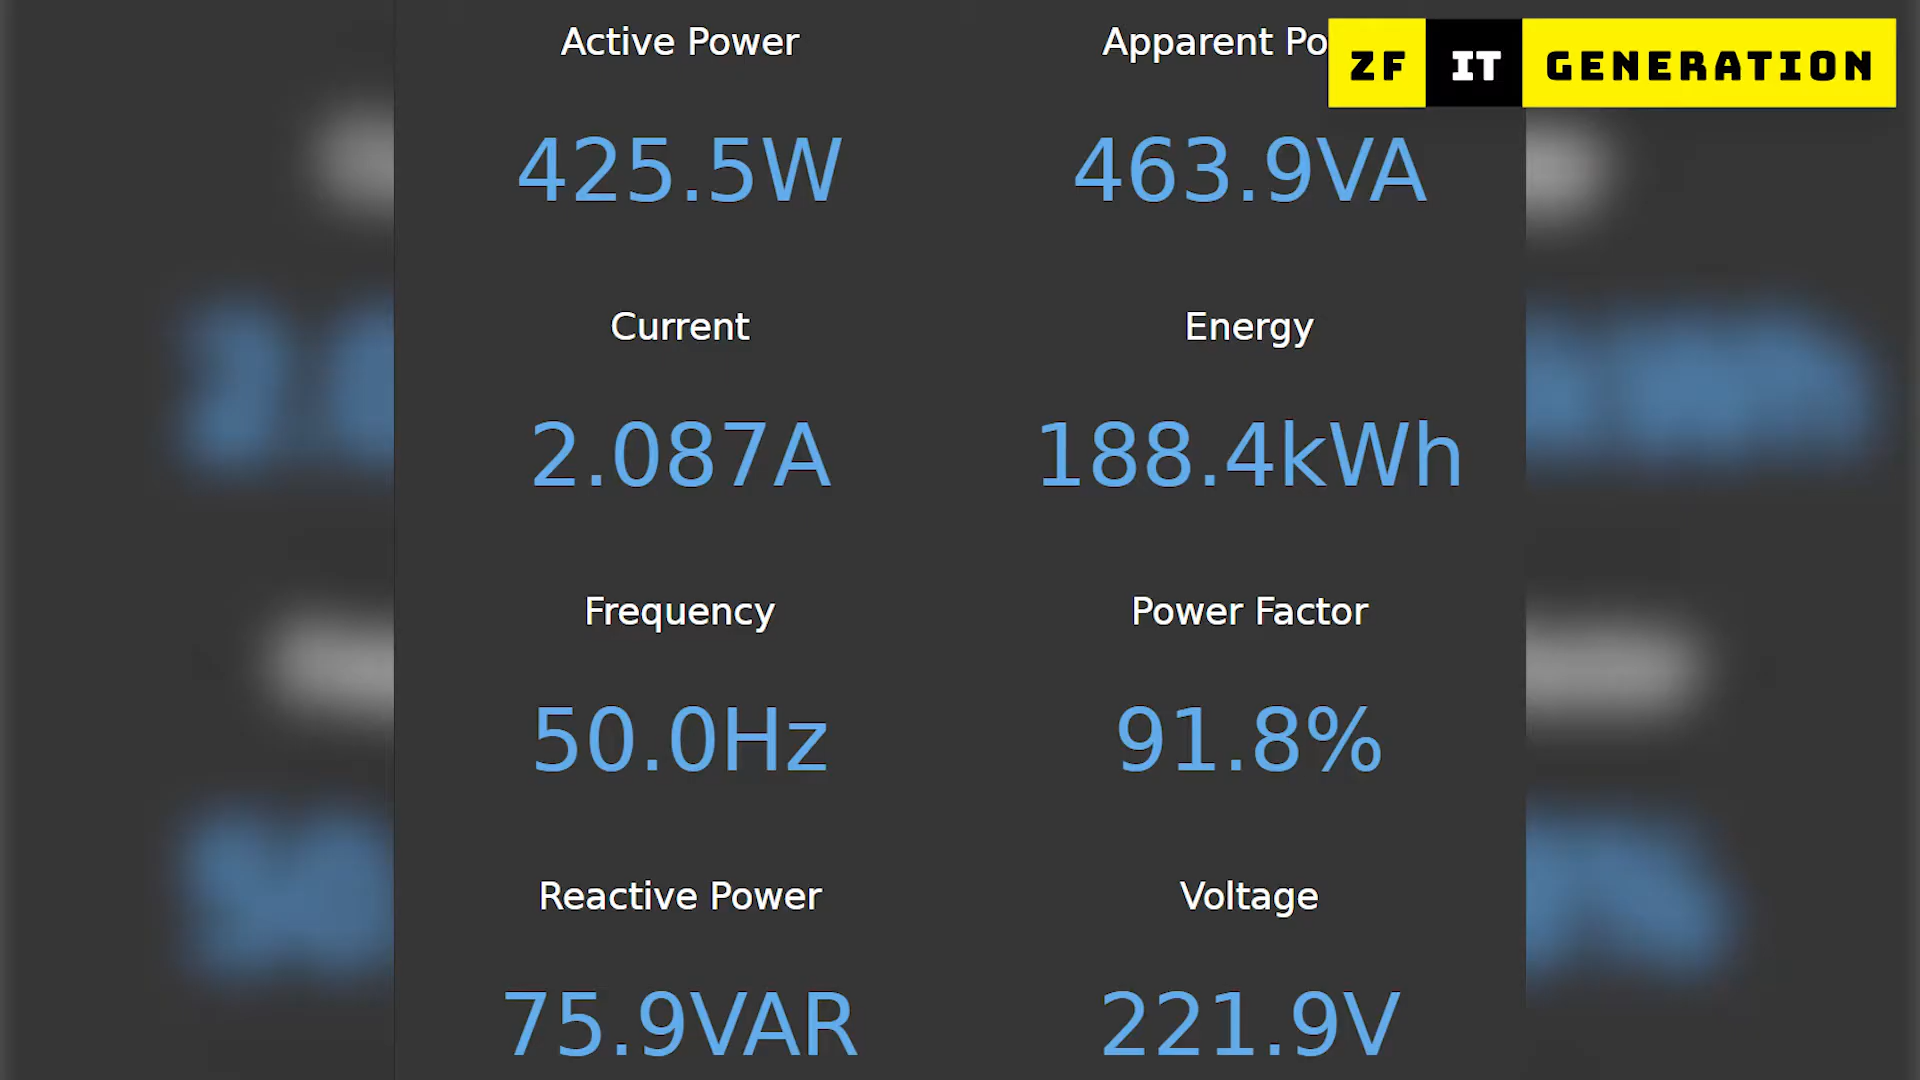 Active Power
Apparent Po
ZF IT GENERATION
425.5W
463.9VA
Current
Energy
2.087A
188.4kWh
Frequency
Power Factor
50.0Hz
91.8%
Reactive Power
Voltage
75.9VAR
221.9V